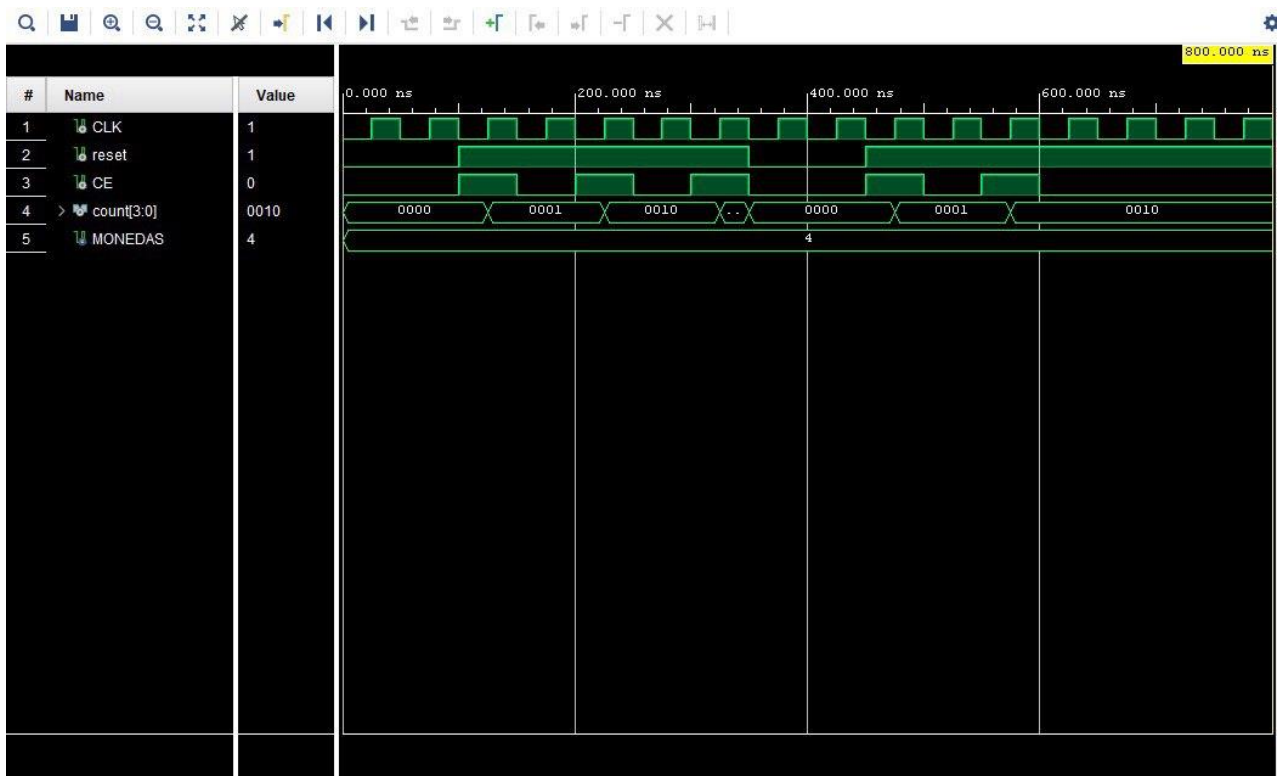 800.000 ns
# Name Value 0.000 ns 200.000 ns 400.000 ns 600.000 ns
1 CLK 1
2 reset 1
3 CE 0
4 count[3:0] 0010 0000 0001 0010 .. 0000 0001 0010
5 MONEDAS 4 4